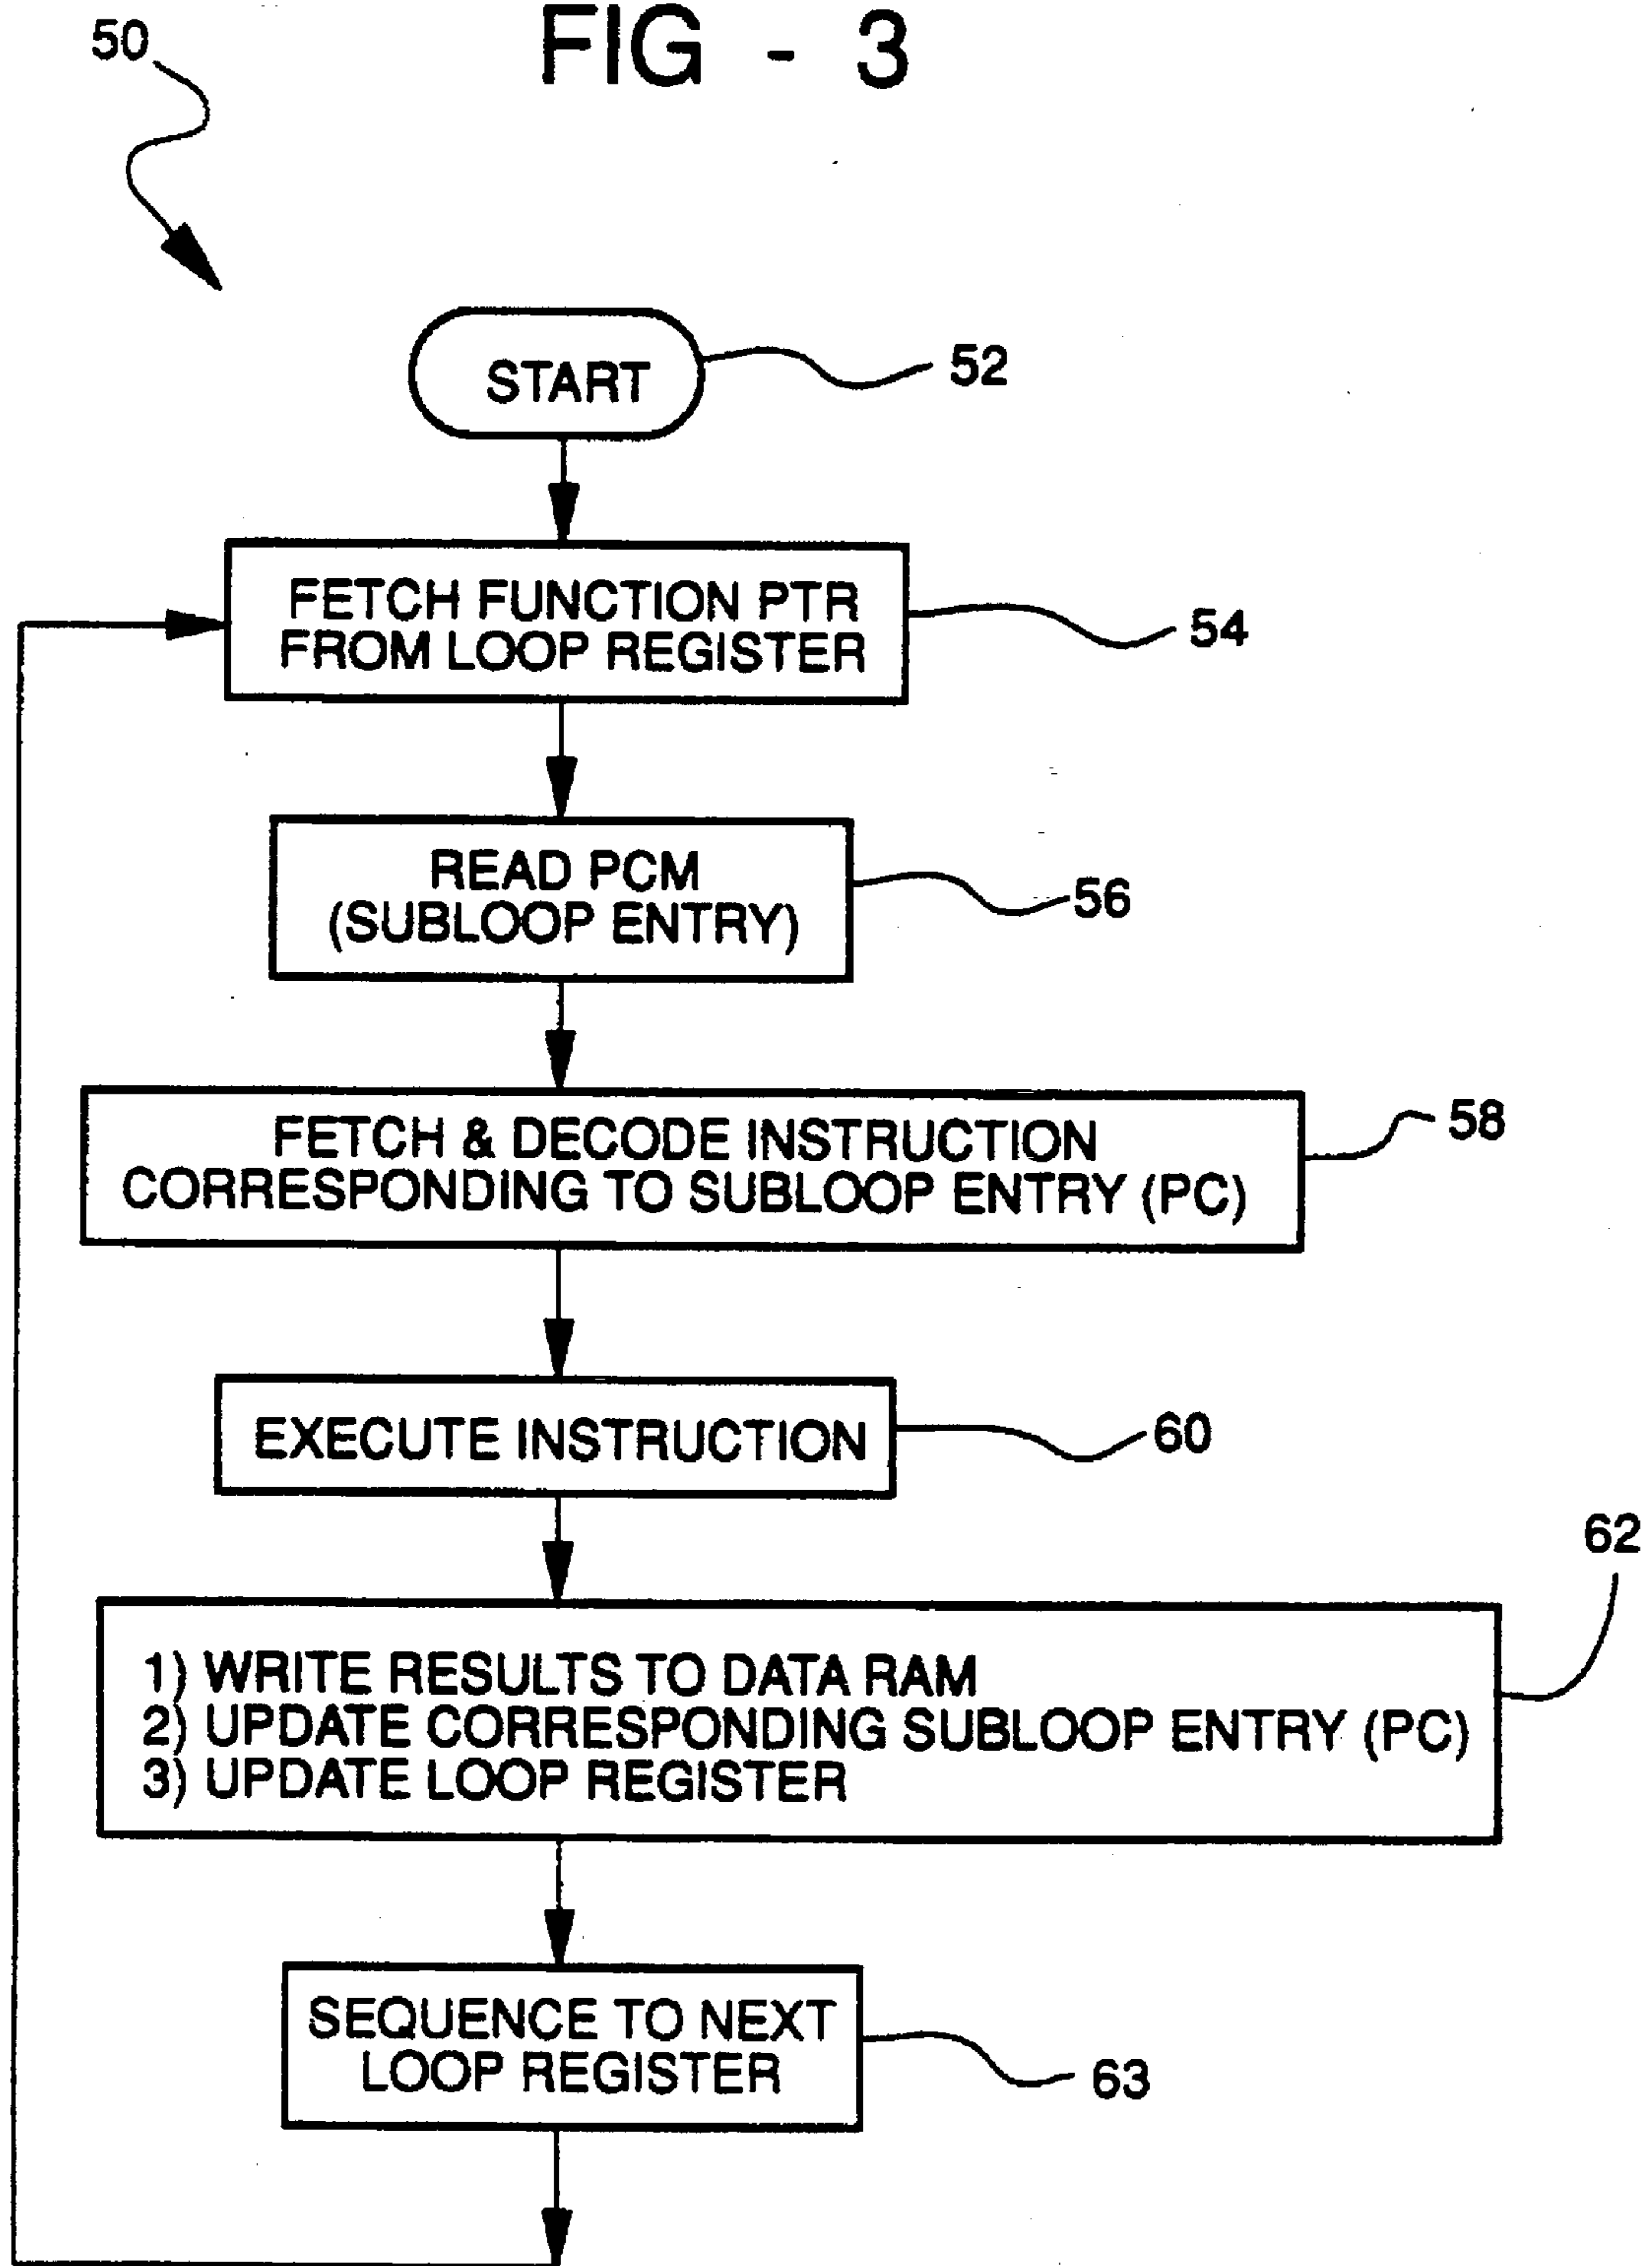 FIG - 3
50
START
52
FETCH FUNCTION PTR
FROM LOOP REGISTER
54
READ PCM
(SUBLOOP ENTRY)
56
FETCH & DECODE INSTRUCTION
CORRESPONDING TO SUBLOOP ENTRY (PC)
58
EXECUTE INSTRUCTION
60
62
1) WRITE RESULTS TO DATA RAM
2) UPDATE CORRESPONDING SUBLOOP ENTRY (PC)
3) UPDATE LOOP REGISTER
SEQUENCE TO NEXT
LOOP REGISTER
63